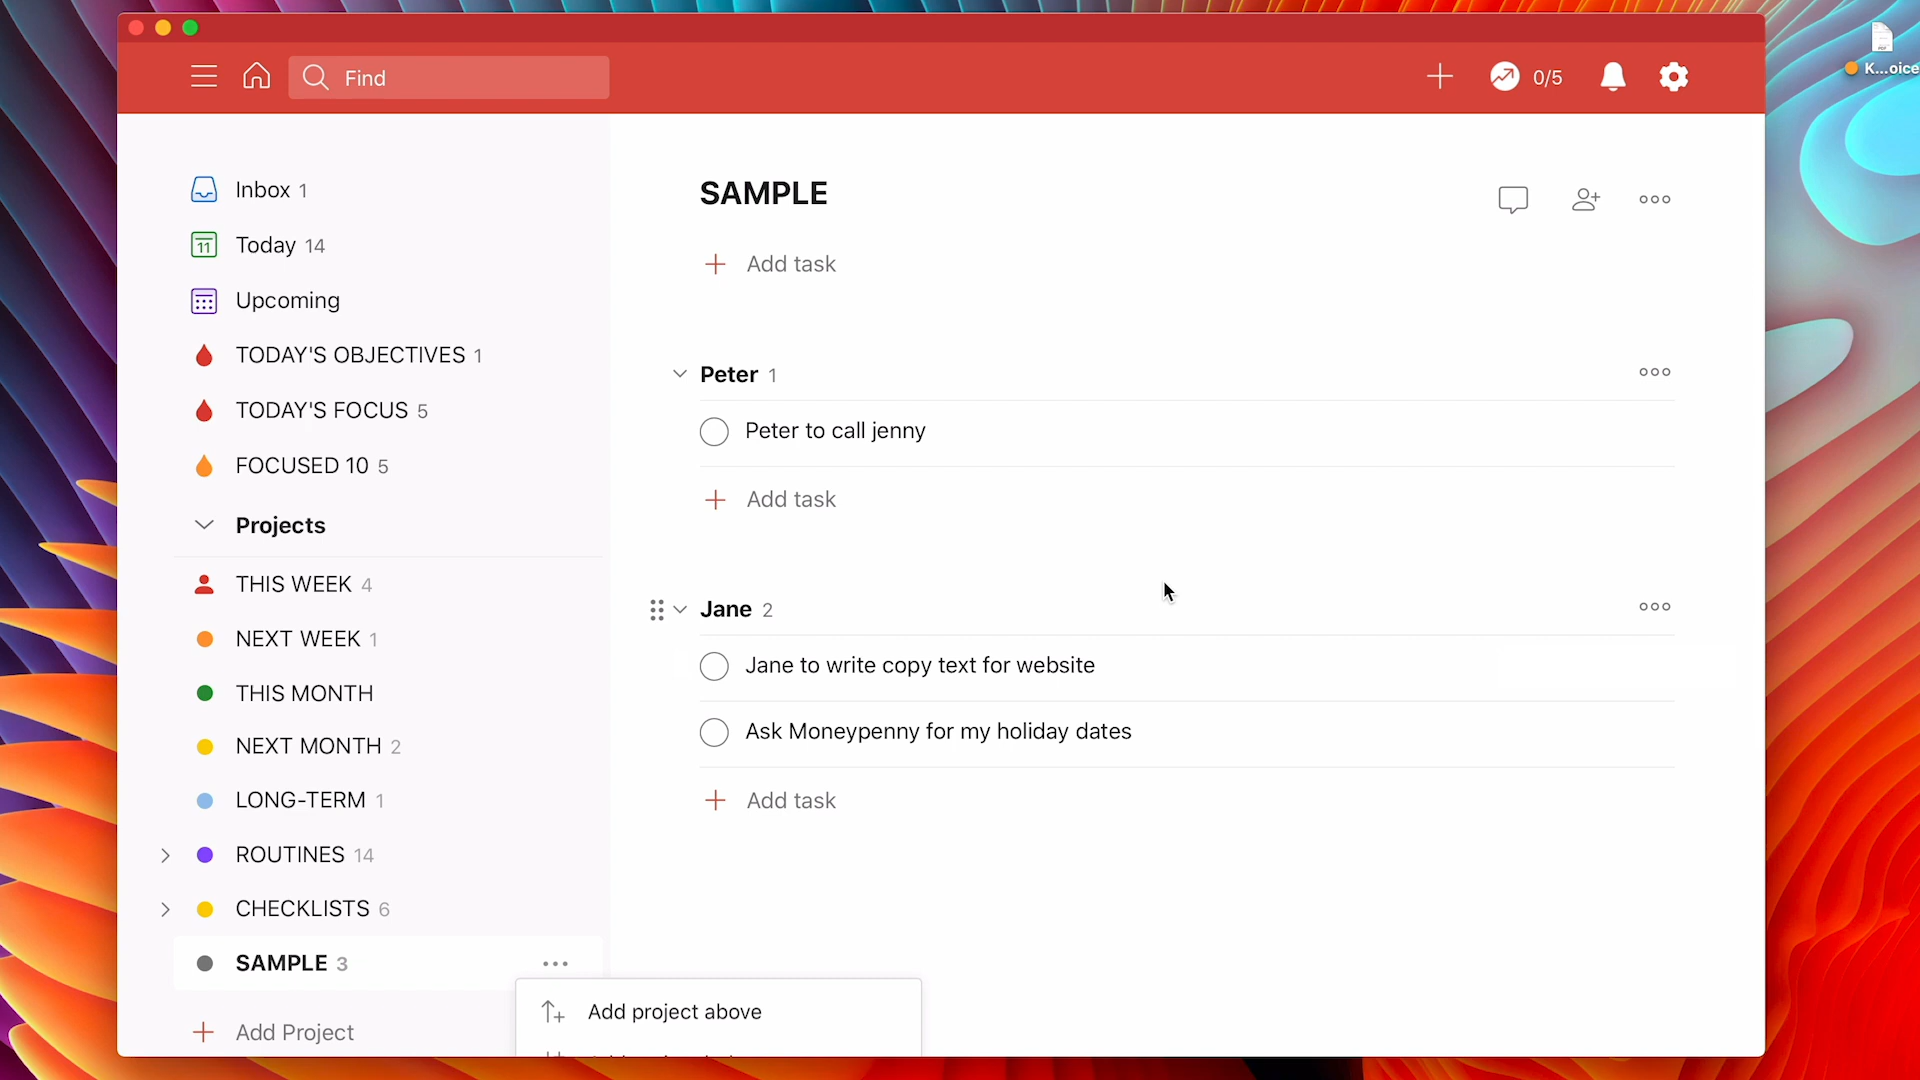 Find
0/5
K...oice
Inbox 1
11
Today 14
Upcoming
TODAY'S OBJECTIVES 1
TODAY'S FOCUS 5
FOCUSED 10 5
Projects
THIS WEEK 4
NEXT WEEK 1
THIS MONTH
NEXT MONTH 2
LONG-TERM 1
ROUTINES 14
CHECKLISTS 6
SAMPLE 3
Add Project
SAMPLE
Add task
Peter 1
Peter to call jenny
Add task
Jane 2
Jane to write copy text for website
Ask Moneypenny for my holiday dates
Add task
Add project above